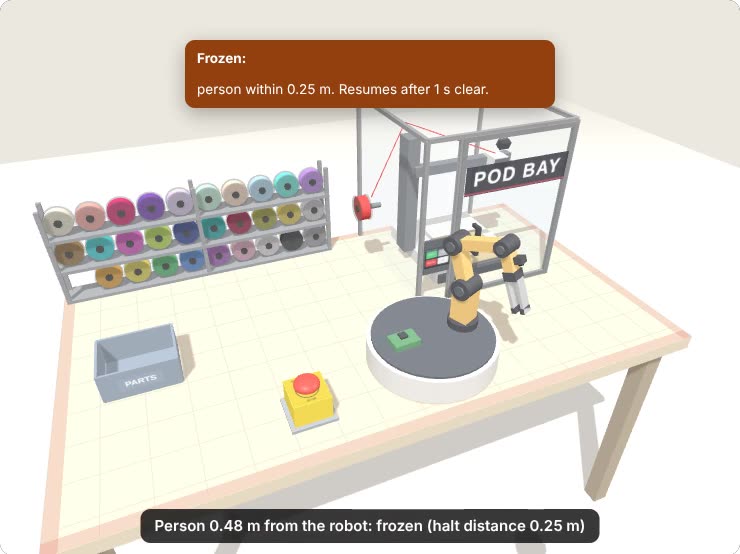 Frozen:
person within 0.25 m. Resumes after 1 s clear.
POD BAY
PARTS
Person 0.48 m from the robot: frozen (halt distance 0.25 m)